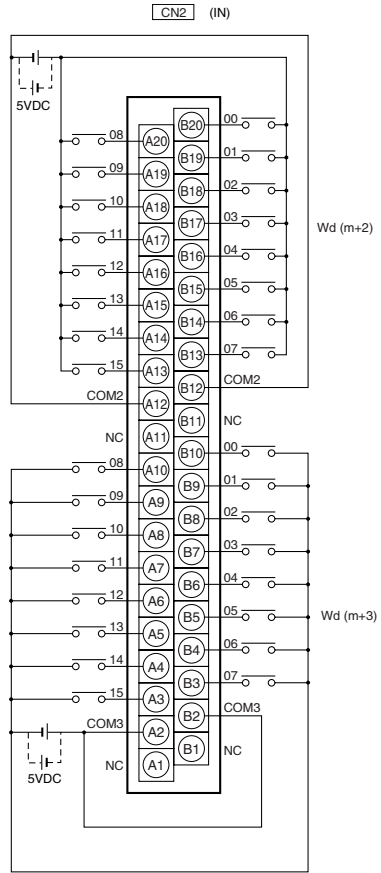 CN2 (IN)
5VDC
B20 00
08 A20
B19 01
09 A19
B18 02
10 A18
B17 03 Wd (m+2)
11 A17
B16 04
12 A16
B15 05
13 A15
B14 06
14 A14
B13 07
15 A13
B12 COM2
COM2 A12
B11 NC
NC A11
B10 00
08 A10
B9 01
09 A9
B8 02
10 A8
B7 03
11 A7
B6 04
12 A6
B5 05 Wd (m+3)
13 A5
B4 06
14 A4
B3 07
15 A3
B2 COM3
COM3 A2
B1 NC
NC A1
5VDC